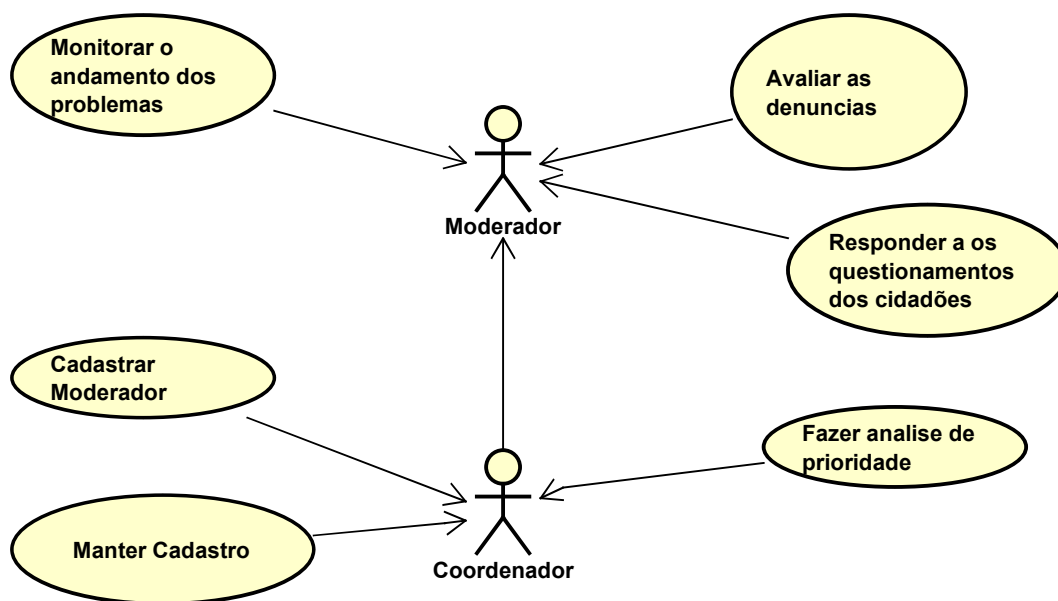 Monitorar o
andamento dos
problemas
Avaliar as
denuncias
Moderador
Responder a os
questionamentos
dos cidadões
Cadastrar
Moderador
Fazer analise de
prioridade
Manter Cadastro
Coordenador